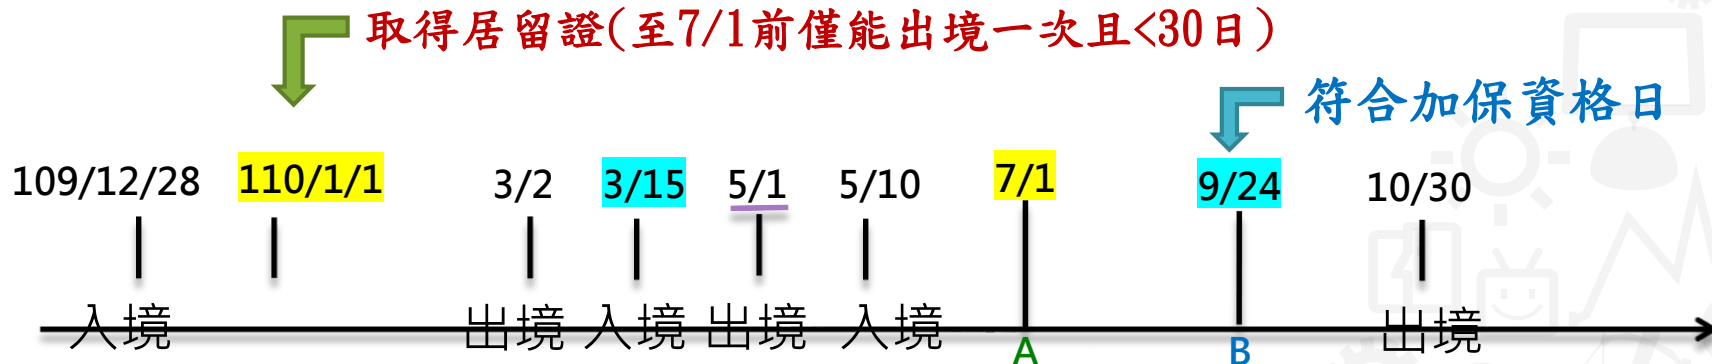 取得居留證(至7/1前僅能出境一次且<30日)
符合加保資格日
109/12/28 110/1/1 3/2 3/15 5/1 5/10 7/1 9/24 10/30
入境 出境 入境 出境 入境 出境
A B